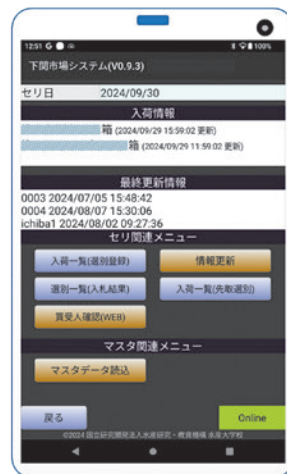 12:51 G 100%
下関市場システム(V0.9.3)
セリ日 2024/09/30
入荷情報
箱 (2024/09/29 15:59:02 更新)
箱 (2024/09/29 11:59:02 更新)
最終更新情報
0003 2024/07/05 15:48:42
0004 2024/08/07 15:30:06
ichiba1 2024/08/02 09:27:36
セリ関連メニュー
入荷一覧(選別登録) 情報更新
選別一覧(入札結果) 入荷一覧(先取選別)
買受人確認(WEB)
マスタ関連メニュー
マスタデータ読込
戻る Online
©2024 国立研究開発法人水産研究・教育機構 水産大学校